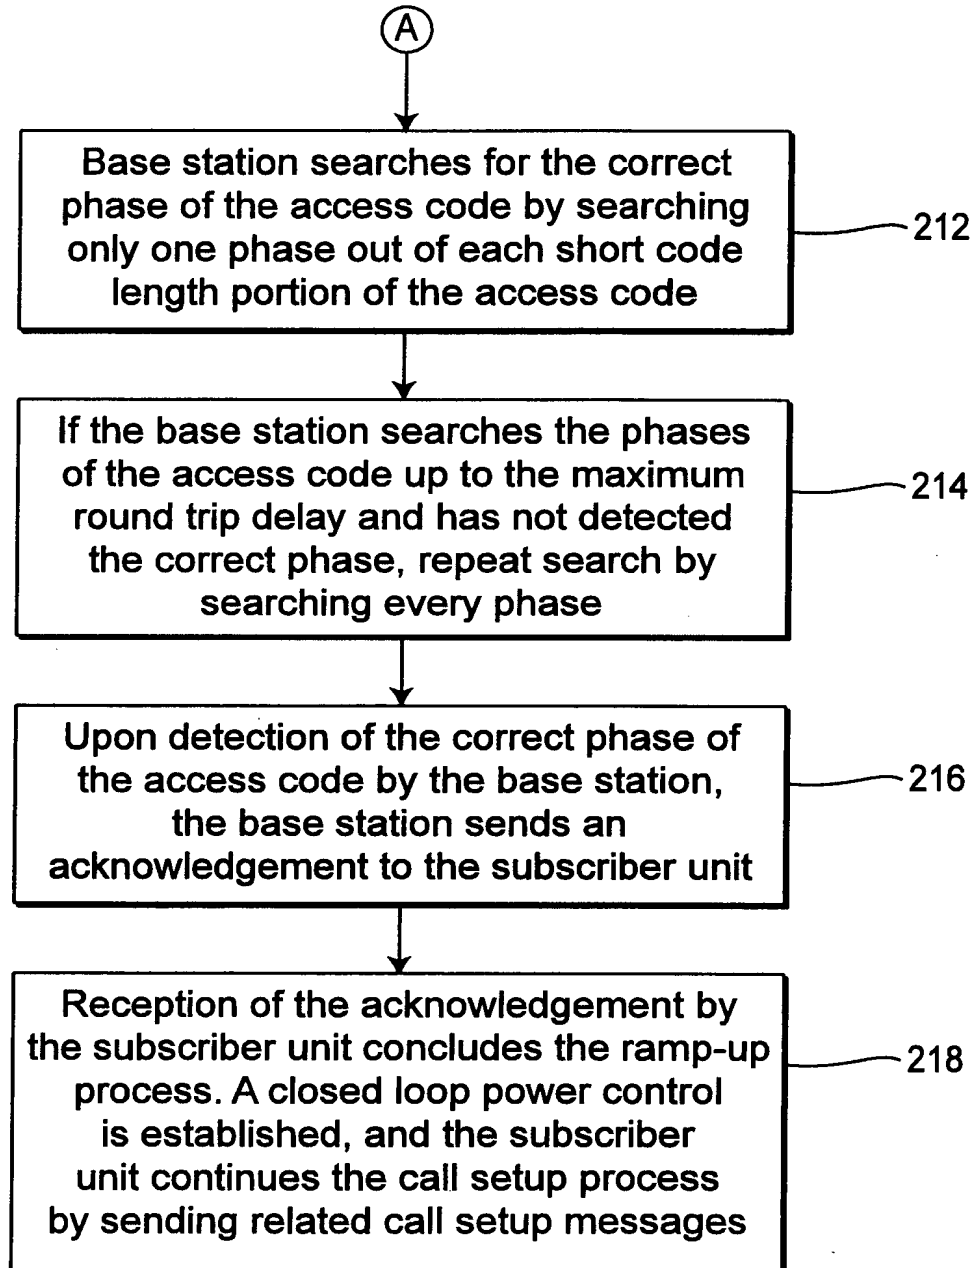 A
Base station searches for the correct
phase of the access code by searching
only one phase out of each short code
length portion of the access code
212
If the base station searches the phases
of the access code up to the maximum
round trip delay and has not detected
the correct phase, repeat search by
searching every phase
214
Upon detection of the correct phase of
the access code by the base station,
the base station sends an
acknowledgement to the subscriber unit
216
Reception of the acknowledgement by
the subscriber unit concludes the ramp-up
process. A closed loop power control
is established, and the subscriber
unit continues the call setup process
by sending related call setup messages
218